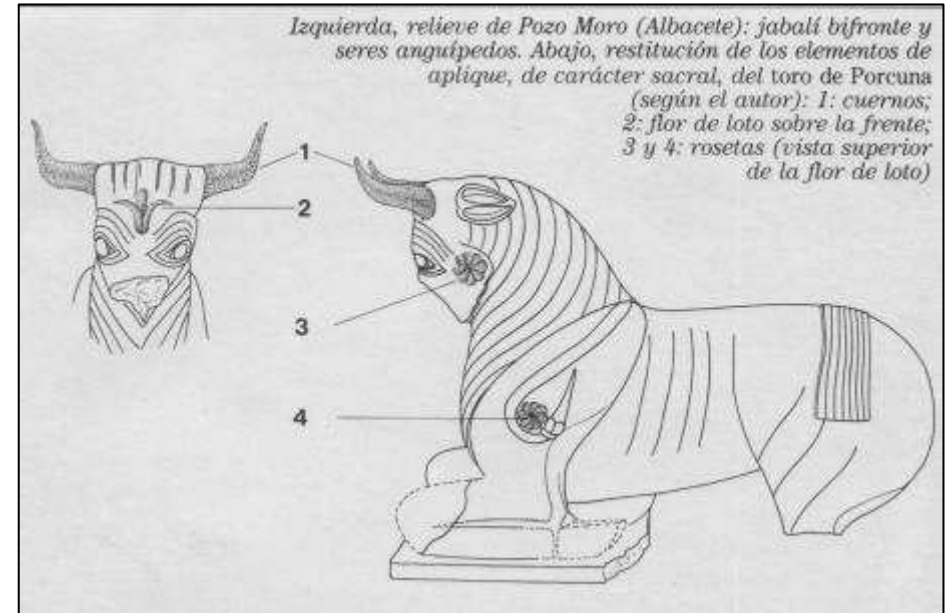 Izquierda, relieve de Pozo Moro (Albacete): jabalí bifronte y
seres anguípedos. Abajo, restitución de los elementos de
aplique, de carácter sacral, del toro de Porcuna
(según el autor): 1: cuernos;
2: flor de loto sobre la frente;
3 y 4: rosetas (vista superior
de la flor de loto)
1
2
3
4